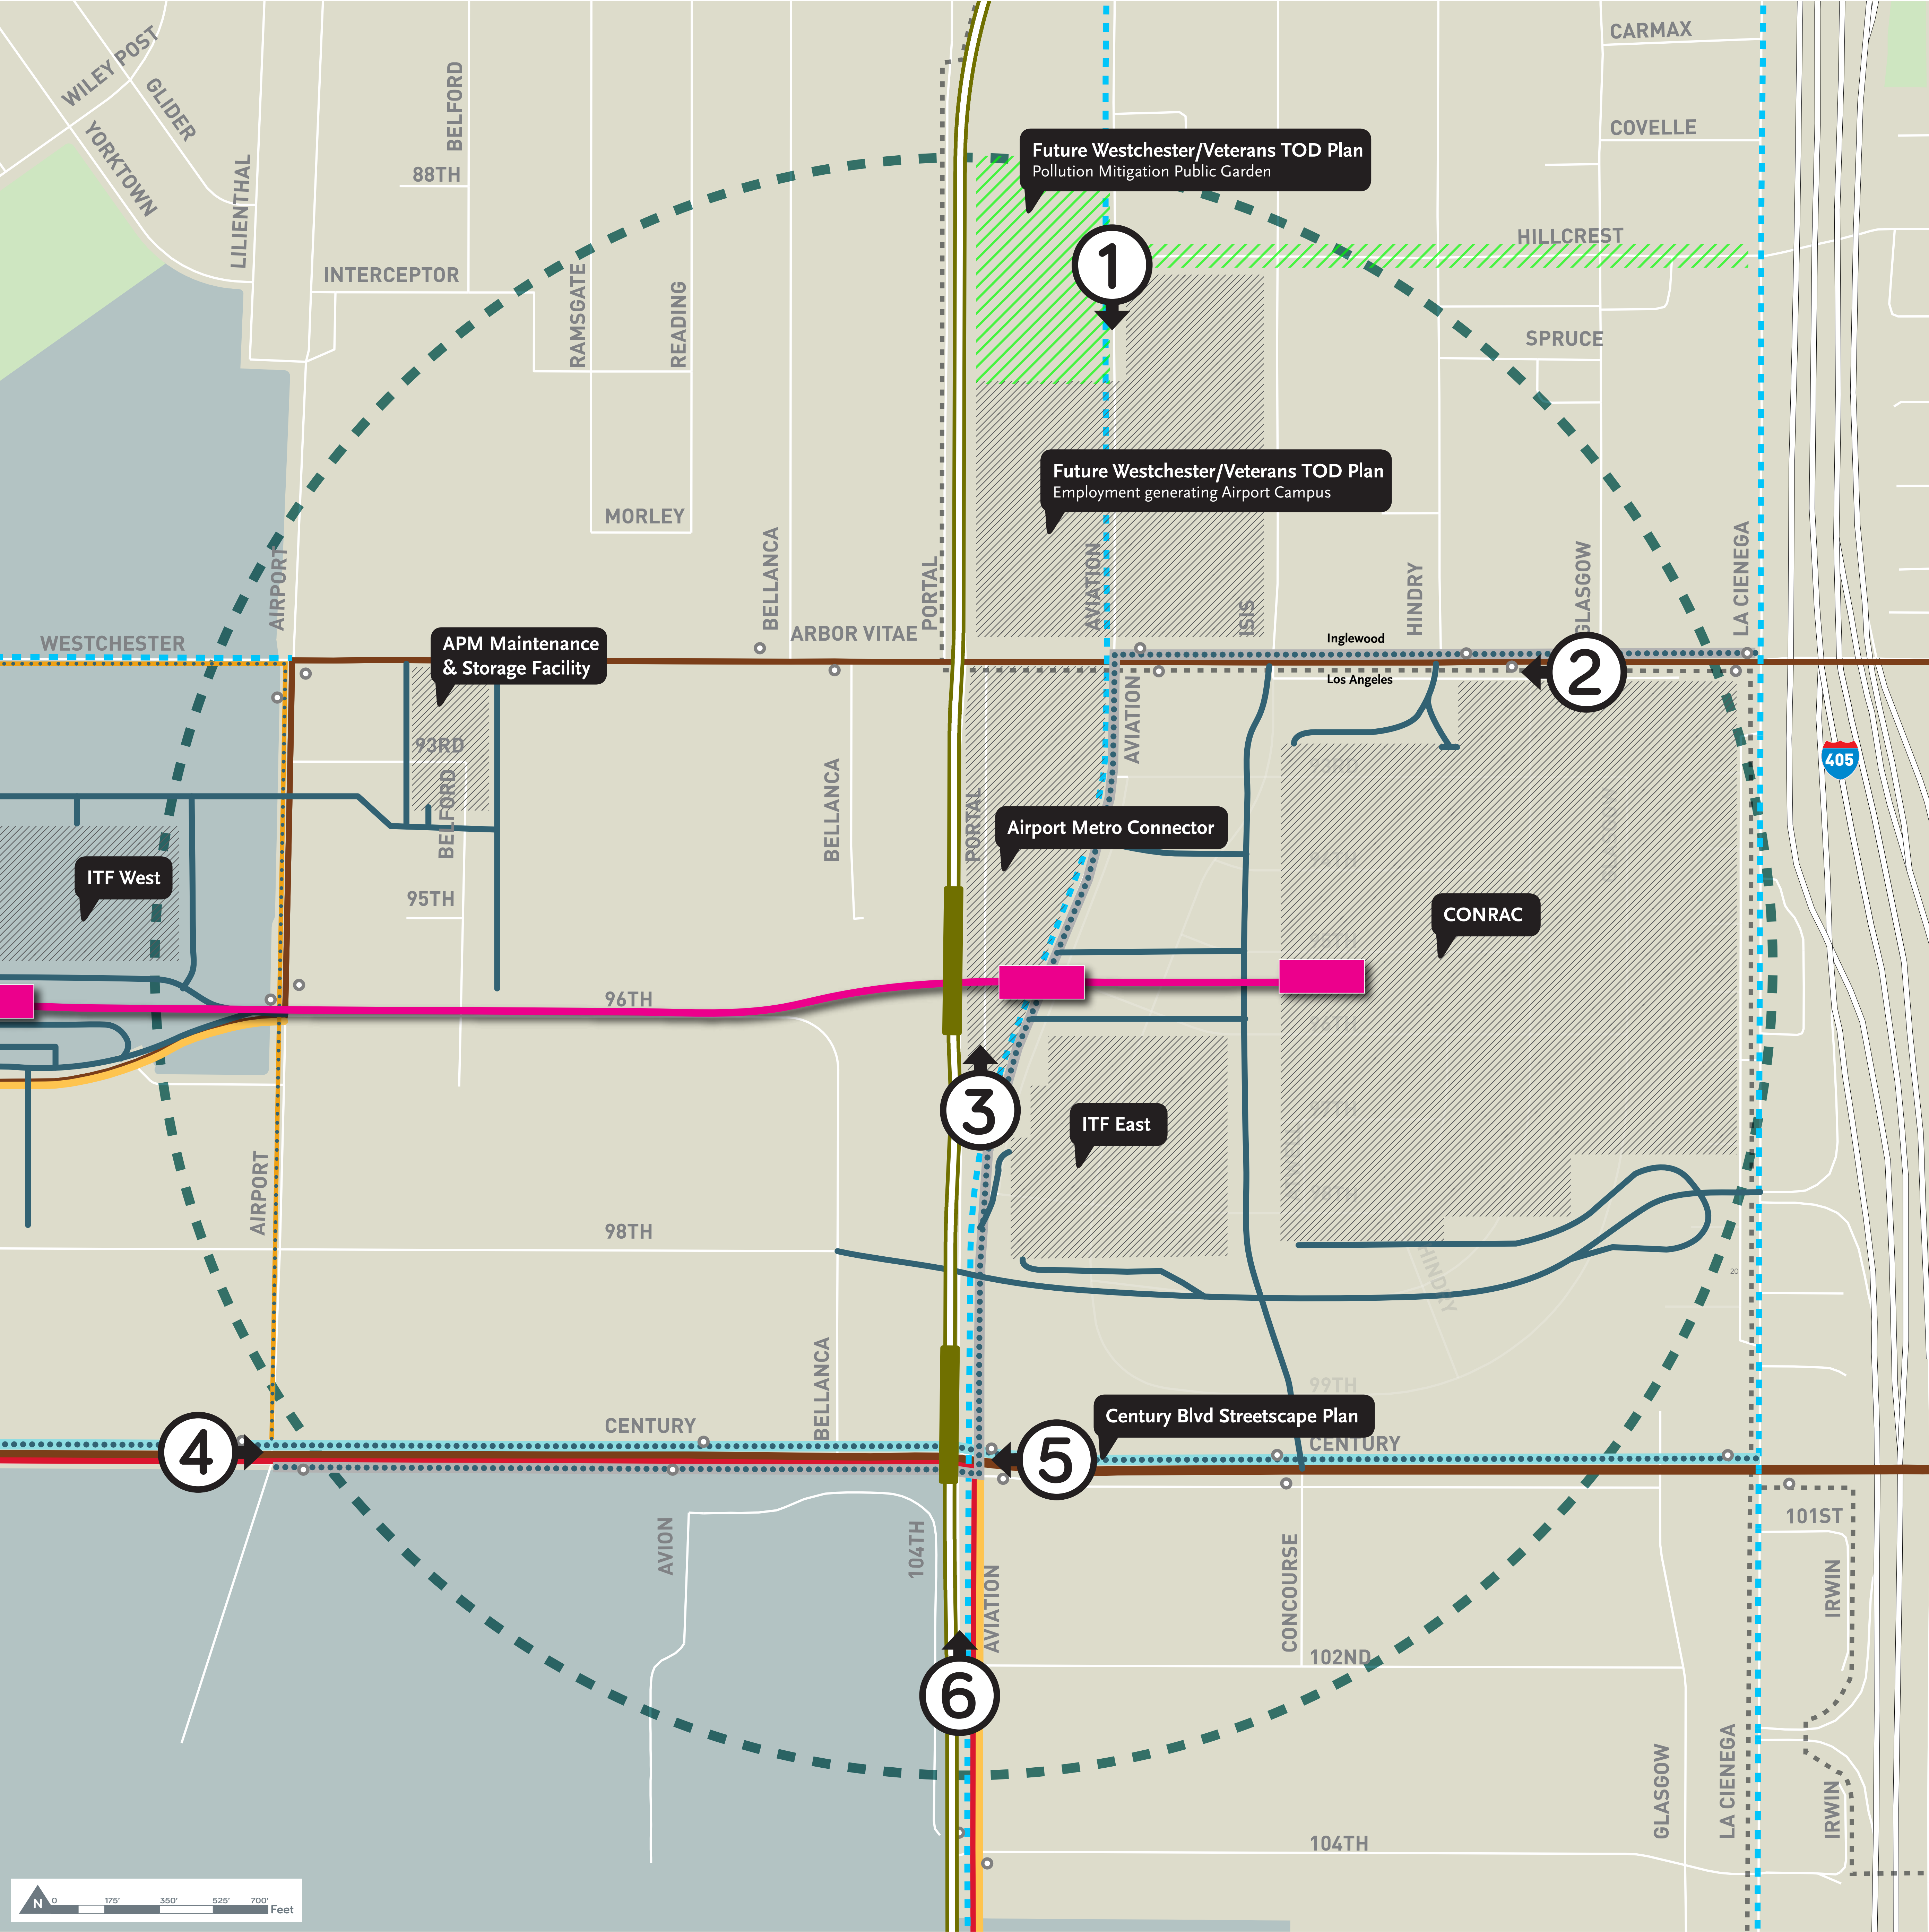 CARMAX
WILEY POST
GLIDER
BELFORD
YORKTOWN
COVELLE
Future Westchester/Veterans TOD Plan
Pollution Mitigation Public Garden
88TH
LILIENTHAL
1
HILLCREST
INTERCEPTOR
RAMSGATE
READING
SPRUCE
Future Westchester/Veterans TOD Plan
Employment generating Airport Campus
MORLEY
AIRPORT
BELLANCA
PORTAL
AVIATION
ISIS
HINDRY
GLASGOW
LA CIENEGA
WESTCHESTER
ARBOR VITAE
APM Maintenance
& Storage Facility
Inglewood
Los Angeles
2
AVIATION
93RD
BELFORD
BELLANCA
PORTAL
405
Airport Metro Connector
ITF West
95TH
CONRAC
96TH
3
ITF East
AIRPORT
98TH
HINDRY
20
99TH
BELLANCA
Century Blvd Streetscape Plan
CENTURY
CENTURY
4
5
101ST
AVION
104TH
AVIATION
CONCOURSE
IRWIN
102ND
6
GLASGOW
LA CIENEGA
IRWIN
104TH
N
0 175' 350' 525' 700'
Feet